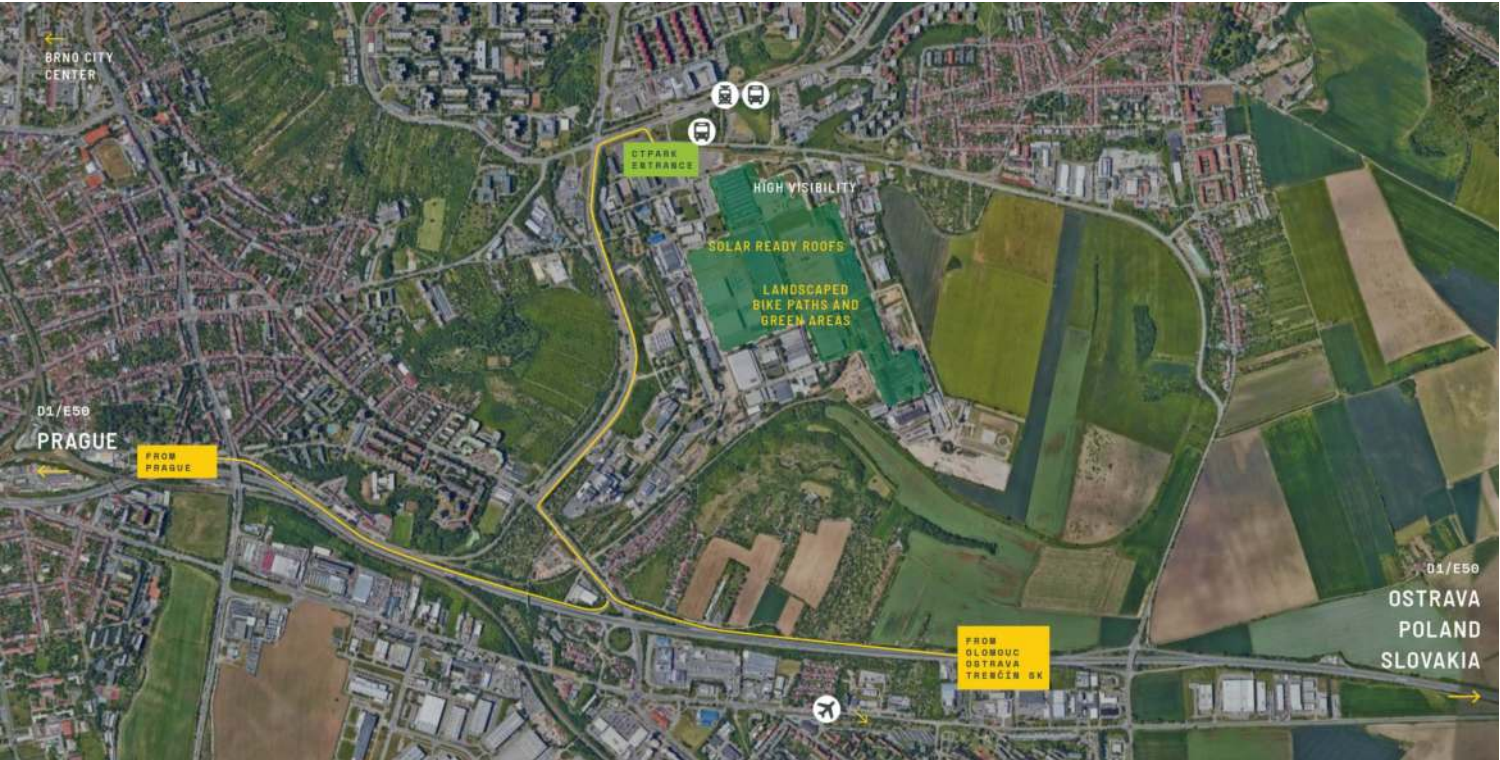 BRNO CITY
CENTER
CTPARK
ENTRANCE
HIGH VISIBILITY
SOLAR READY ROOFS
LANDSCAPED
BIKE PATHS AND
GREEN AREAS
D1/E50
PRAGUE
FROM
PRAGUE
D1/E50
OSTRAVA
POLAND
SLOVAKIA
FROM
OLOMOUC
OSTRAVA
TRENČÍN SK